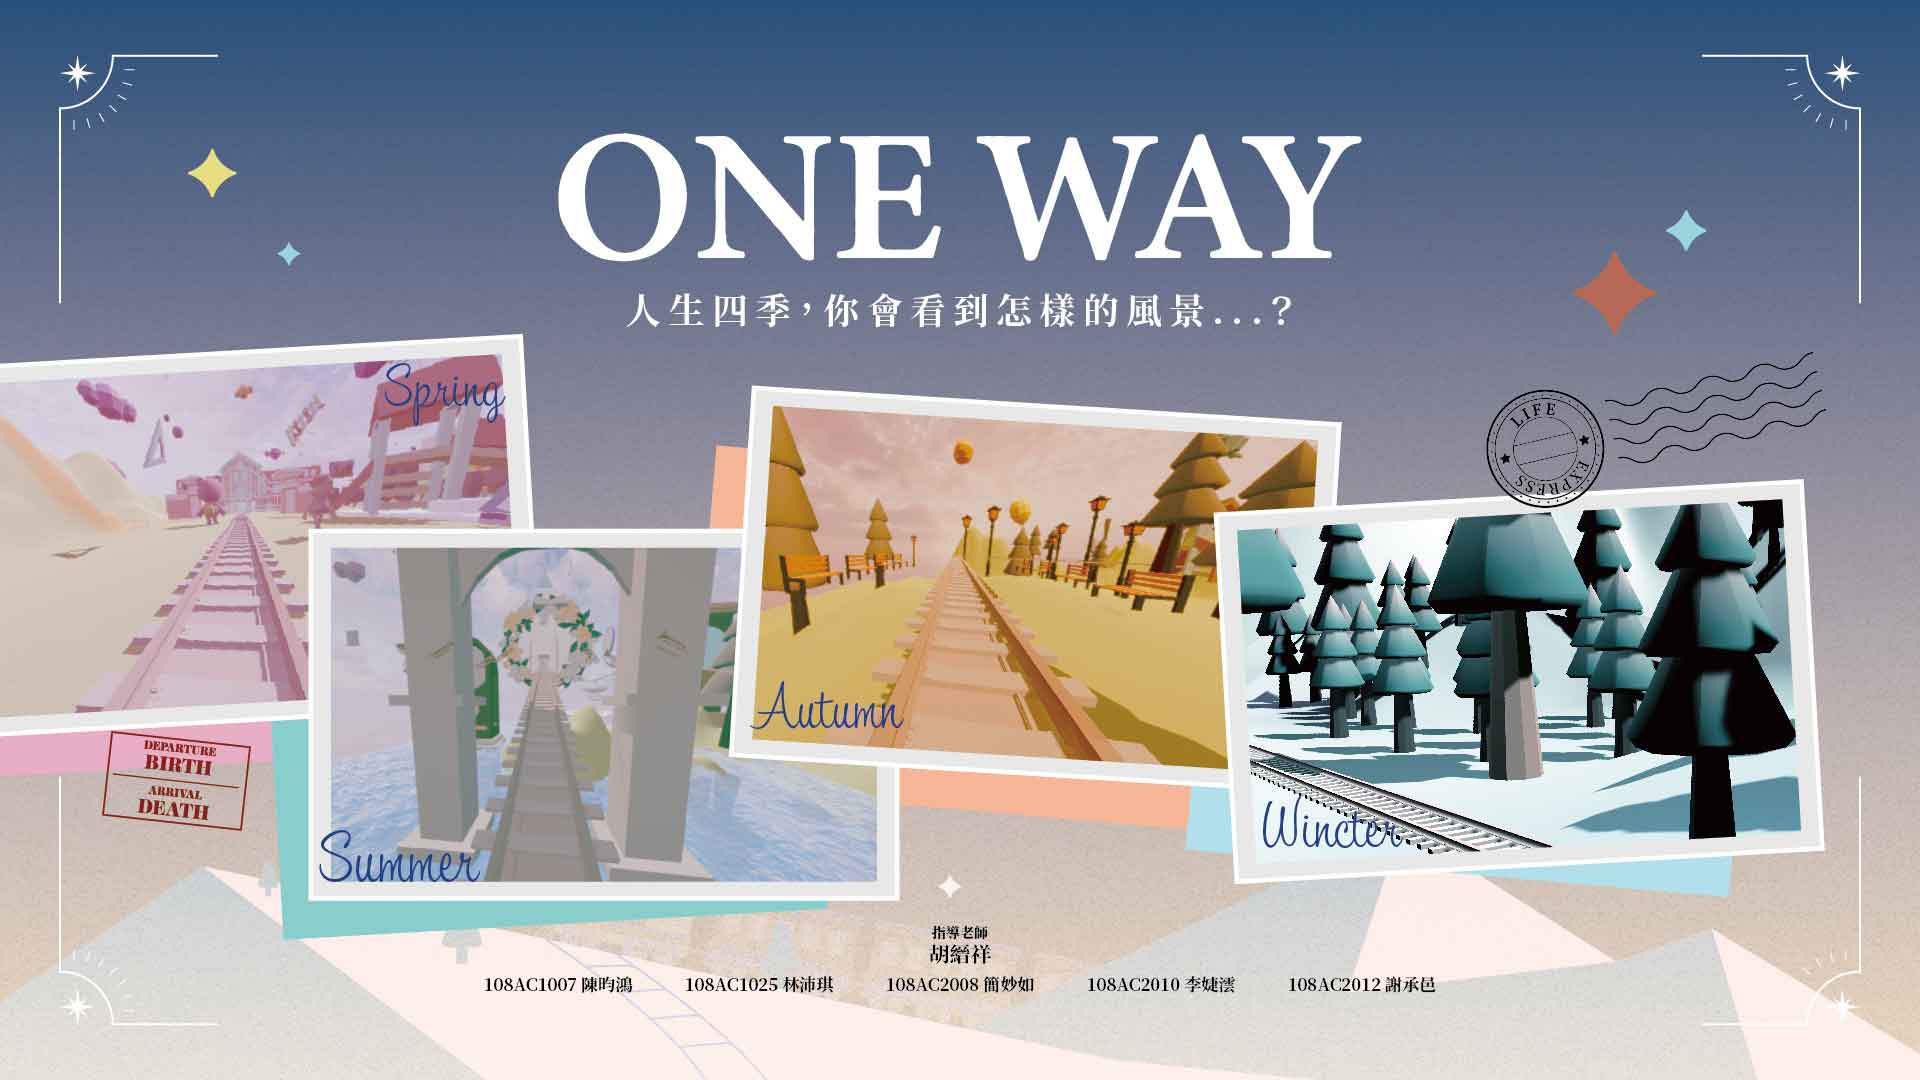 ONE WAY
人生四季，你會看到怎樣的風景...？
Spring
LIFE
EXPRESS
Autumn
DEPARTURE
BIRTH
ARRIVAL
DEATH
Wincter
Summer
指導老師
胡縉祥
108AC1007 陳昀鴻
108AC1025 林沛琪
108AC2008 簡妙如
108AC2010 李婕澐
108AC2012 謝承邑